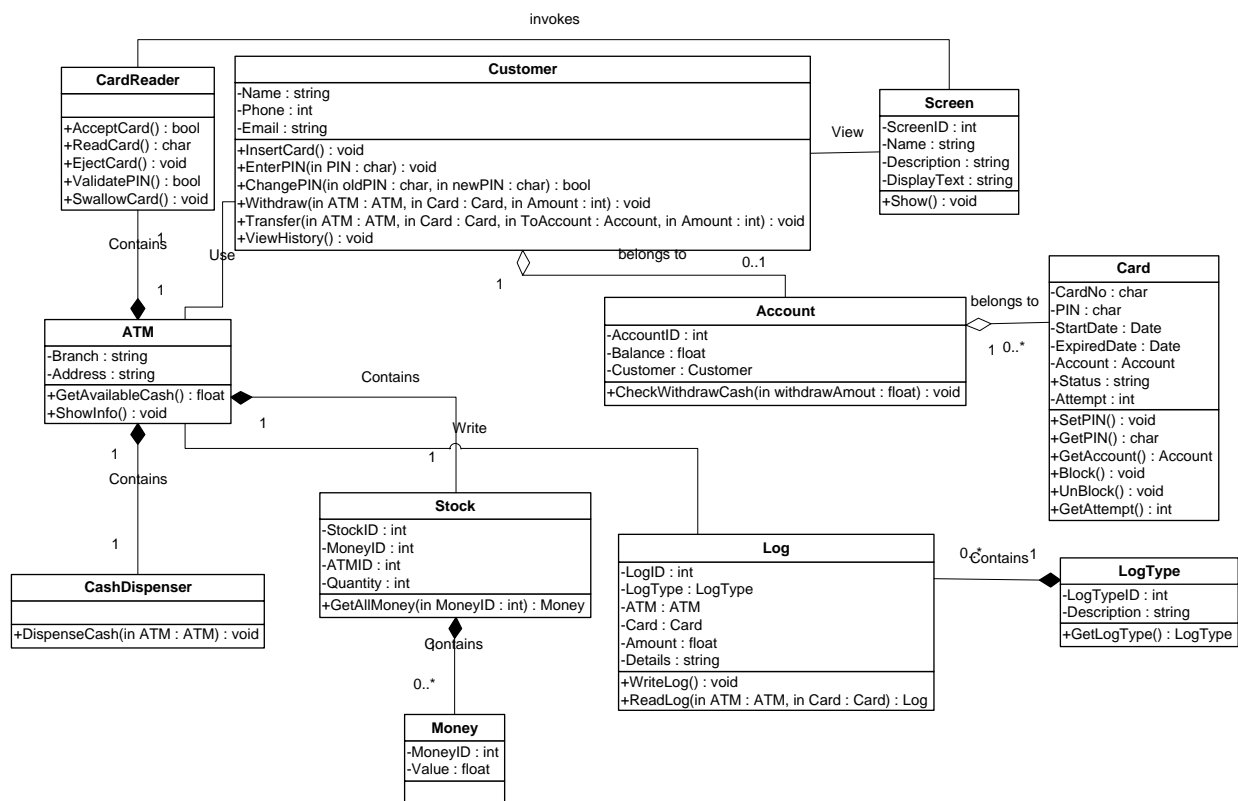 invokes
CardReader
+AcceptCard() : bool
+ReadCard() : char
+EjectCard() : void
+ValidatePIN() : bool
+SwallowCard() : void
Customer
-Name : string
-Phone : int
-Email : string
+InsertCard() : void
+EnterPIN(in PIN : char) : void
+ChangePIN(in oldPIN : char, in newPIN : char) : bool
+Withdraw(in ATM : ATM, in Card : Card, in Amount : int) : void
+Transfer(in ATM : ATM, in Card : Card, in ToAccount : Account, in Amount : int) : void
+ViewHistory() : void
View
Screen
-ScreenID : int
-Name : string
-Description : string
-DisplayText : string
+Show() : void
Contains
1
1
Use
belongs to
1
0..1
Account
-AccountID : int
-Balance : float
-Customer : Customer
+CheckWithdrawCash(in withdrawAmout : float) : void
belongs to
1
0..*
Card
-CardNo : char
-PIN : char
-StartDate : Date
-ExpiredDate : Date
-Account : Account
+Status : string
-Attempt : int
+SetPIN() : void
+GetPIN() : char
+GetAccount() : Account
+Block() : void
+UnBlock() : void
+GetAttempt() : int
ATM
-Branch : string
-Address : string
+GetAvailableCash() : float
+ShowInfo() : void
Contains
1
1
Write
1
Contains
1
CashDispenser
+DispenseCash(in ATM : ATM) : void
Stock
-StockID : int
-MoneyID : int
-ATMID : int
-Quantity : int
+GetAllMoney(in MoneyID : int) : Money
Contains
1
0..*
Money
-MoneyID : int
-Value : float
Log
-LogID : int
-LogType : LogType
-ATM : ATM
-Card : Card
-Amount : float
-Details : string
+WriteLog() : void
+ReadLog(in ATM : ATM, in Card : Card) : Log
0..*
Contains
1
LogType
-LogTypeID : int
-Description : string
+GetLogType() : LogType